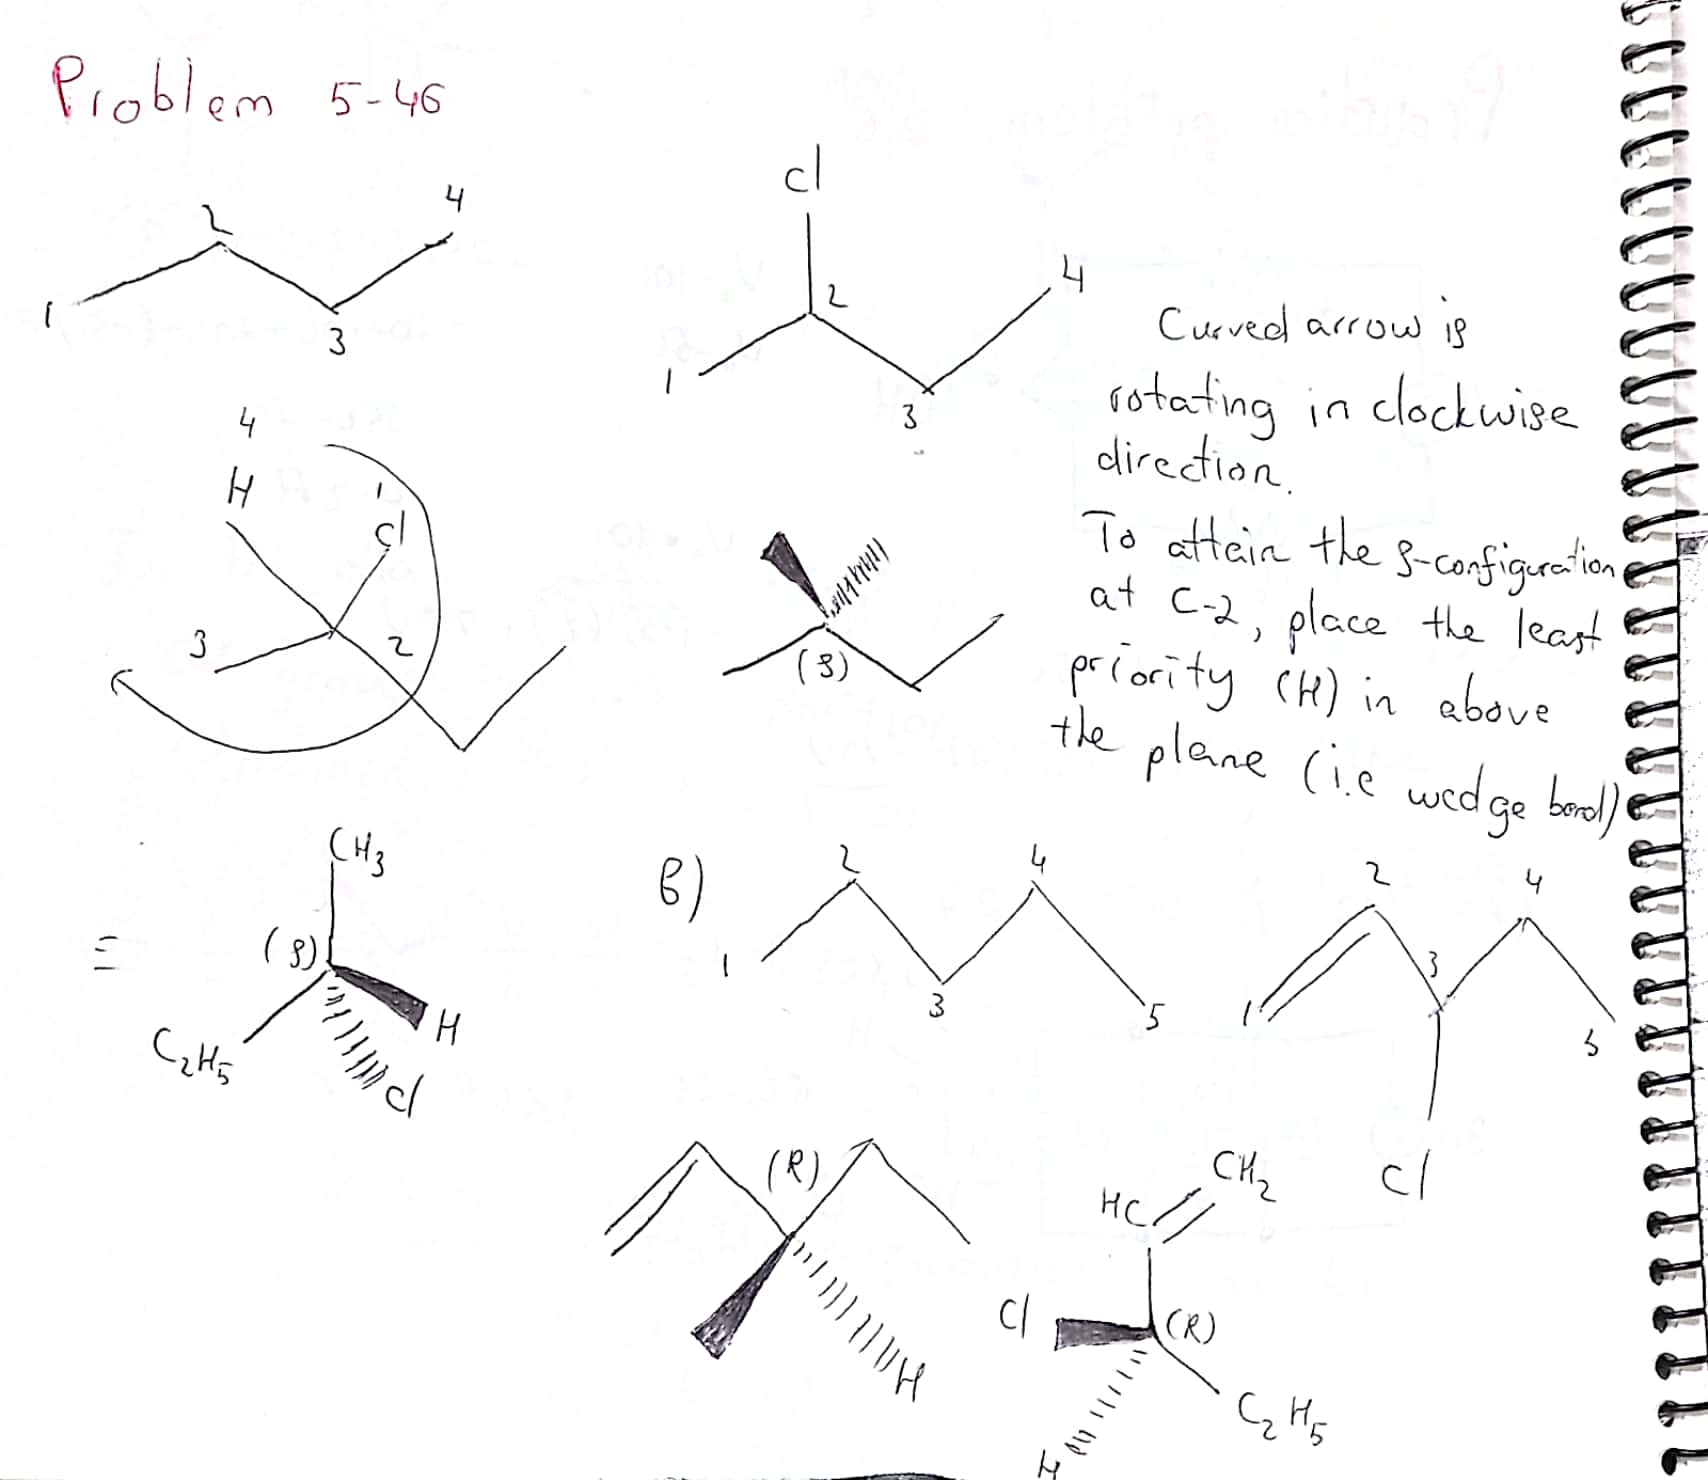 Problem 5-46
1 2 3 4
Cl
1 2 3 4
Curved arrow is
rotating in clockwise
direction.
4
H
1
Cl
3 2
(S)
To attain the S-configuration
at C-2, place the least
priority (H) in above
the plane (i.e wedge bond)
≡
CH3
(S)
H
C2H5
Cl
B)
1 2 3 4 5
1 2 3 4 5
Cl
(R)
H
HC CH2
Cl (R)
C2H5
H